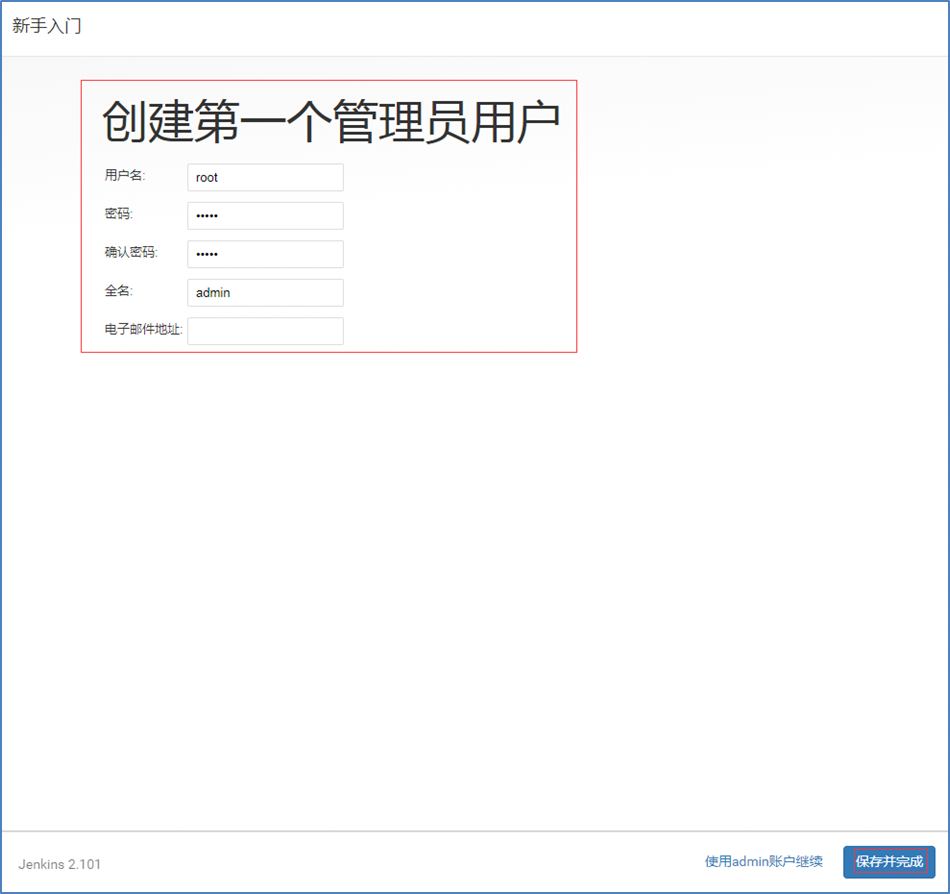 新手入门
创建第一个管理员用户
用户名: root
密码: •••••
确认密码: •••••
全名: admin
电子邮件地址:
Jenkins 2.101 使用admin账户继续 保存并完成